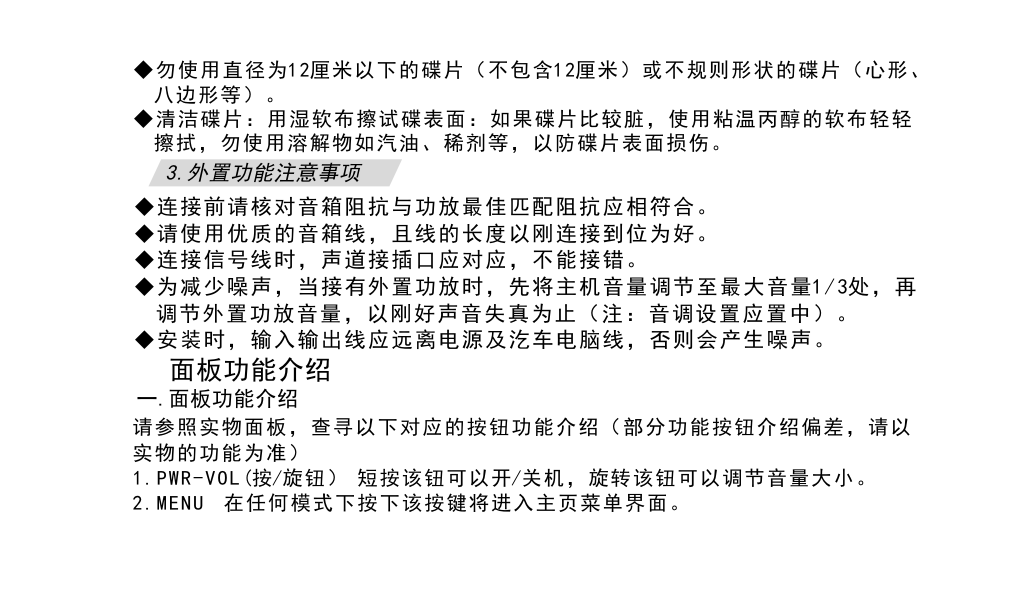 ◆勿使用直径为12厘米以下的碟片（不包含12厘米）或不规则形状的碟片（心形、
八边形等）。
◆清洁碟片：用湿软布擦试碟表面：如果碟片比较脏，使用粘温丙醇的软布轻轻
擦拭，勿使用溶解物如汽油、稀剂等，以防碟片表面损伤。
3.外置功能注意事项
◆连接前请核对音箱阻抗与功放最佳匹配阻抗应相符合。
◆请使用优质的音箱线，且线的长度以刚连接到位为好。
◆连接信号线时，声道接插口应对应，不能接错。
◆为减少噪声，当接有外置功放时，先将主机音量调节至最大音量1/3处，再
调节外置功放音量，以刚好声音失真为止（注：音调设置应置中）。
◆安装时，输入输出线应远离电源及汔车电脑线，否则会产生噪声。
面板功能介绍
一.面板功能介绍
请参照实物面板，查寻以下对应的按钮功能介绍（部分功能按钮介绍偏差，请以
实物的功能为准）
1.PWR-VOL(按/旋钮） 短按该钮可以开/关机，旋转该钮可以调节音量大小。
2.MENU 在任何模式下按下该按键将进入主页菜单界面。